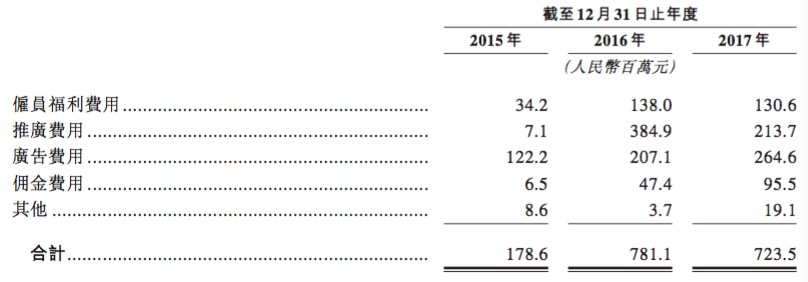 截至12月31日止年度
2015年 2016年 2017年
(人民幣百萬元)
僱員福利費用 34.2 138.0 130.6
推廣費用 7.1 384.9 213.7
廣告費用 122.2 207.1 264.6
佣金費用 6.5 47.4 95.5
其他 8.6 3.7 19.1
合計 178.6 781.1 723.5